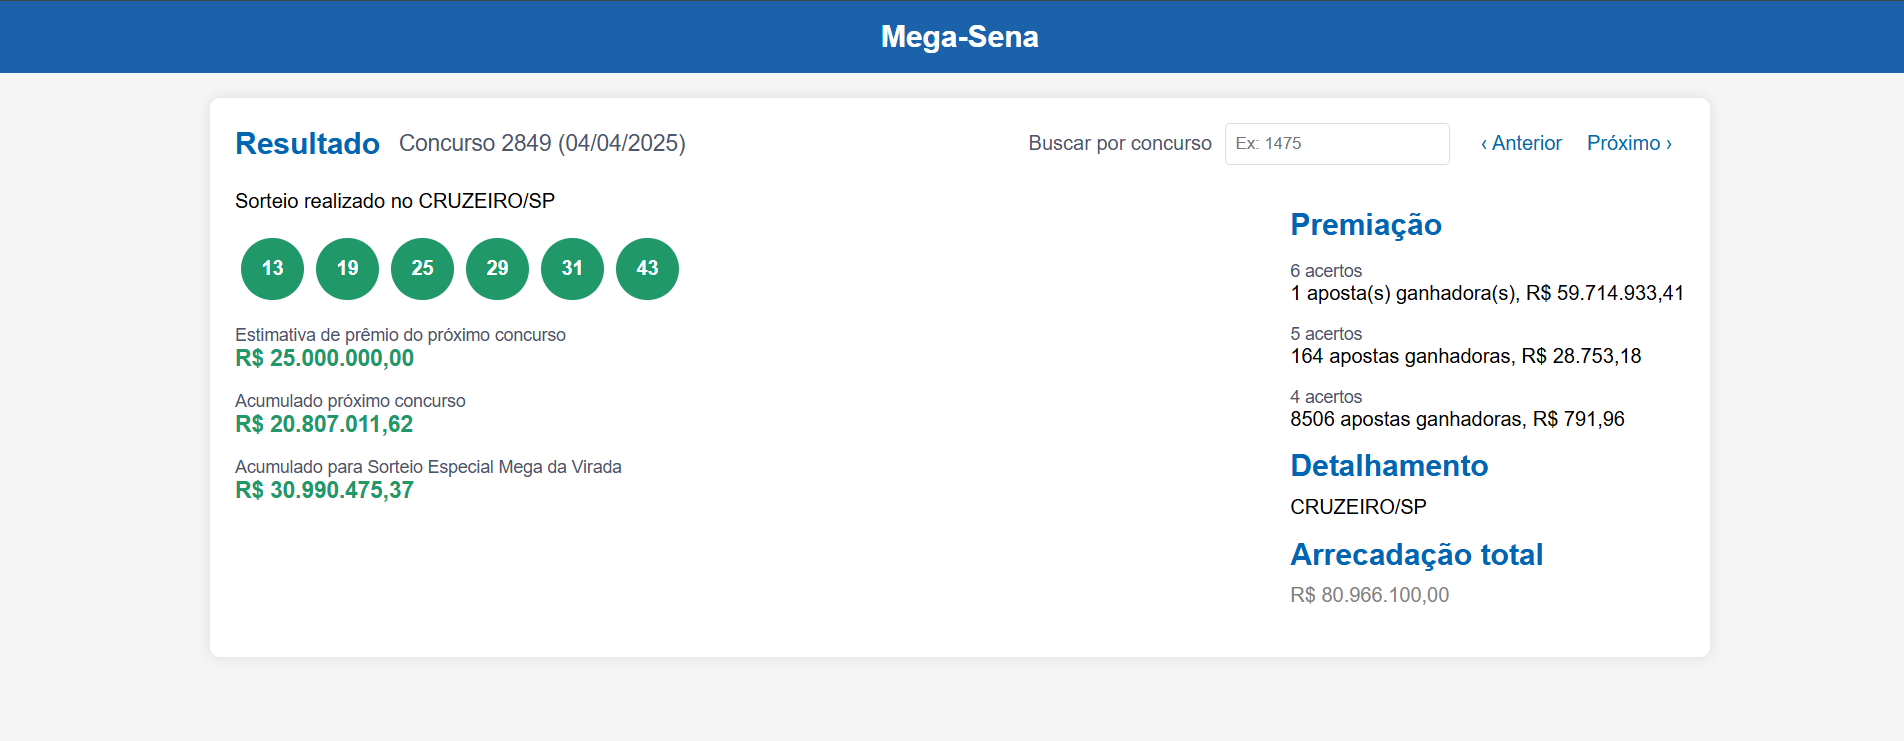 Mega-Sena
Resultado Concurso 2849 (04/04/2025)
Buscar por concurso Ex: 1475 ‹ Anterior Próximo ›
Sorteio realizado no CRUZEIRO/SP
13 19 25 29 31 43
Estimativa de prêmio do próximo concurso
R$ 25.000.000,00
Acumulado próximo concurso
R$ 20.807.011,62
Acumulado para Sorteio Especial Mega da Virada
R$ 30.990.475,37
Premiação
6 acertos
1 aposta(s) ganhadora(s), R$ 59.714.933,41
5 acertos
164 apostas ganhadoras, R$ 28.753,18
4 acertos
8506 apostas ganhadoras, R$ 791,96
Detalhamento
CRUZEIRO/SP
Arrecadação total
R$ 80.966.100,00